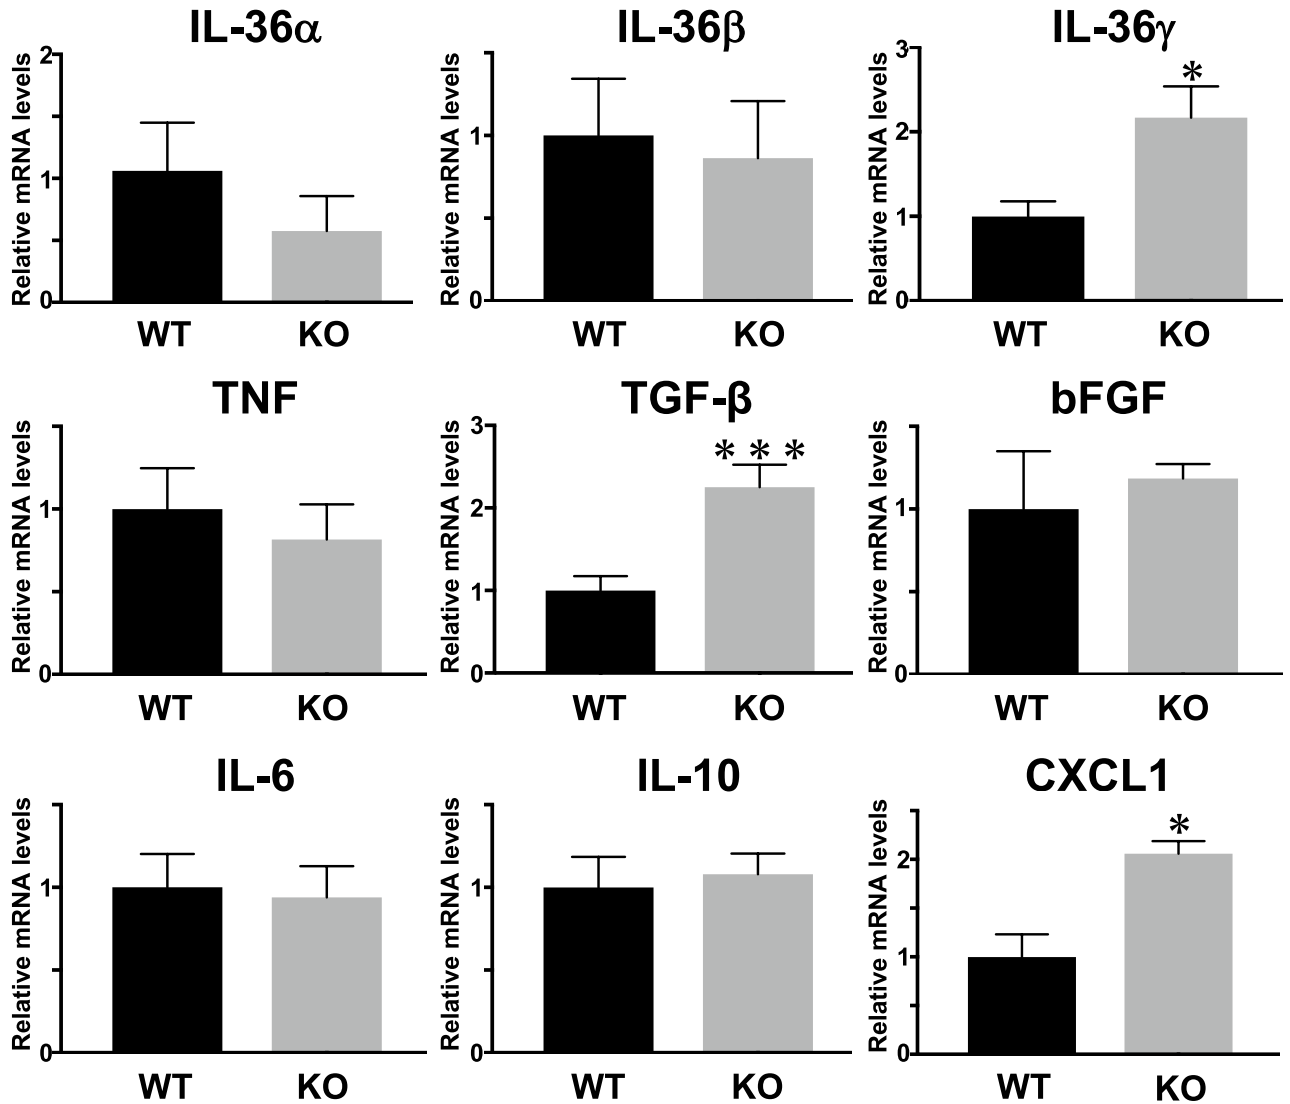 IL-36α
Relative mRNA levels
2
1
0
WT KO
IL-36β
Relative mRNA levels
1
0
WT KO
IL-36γ
Relative mRNA levels
3
2
1
0
*
WT KO
TNF
Relative mRNA levels
1
0
WT KO
TGF-β
Relative mRNA levels
3
2
1
0
***
WT KO
bFGF
Relative mRNA levels
1
0
WT KO
IL-6
Relative mRNA levels
1
0
WT KO
IL-10
Relative mRNA levels
1
0
WT KO
CXCL1
Relative mRNA levels
2
1
0
*
WT KO